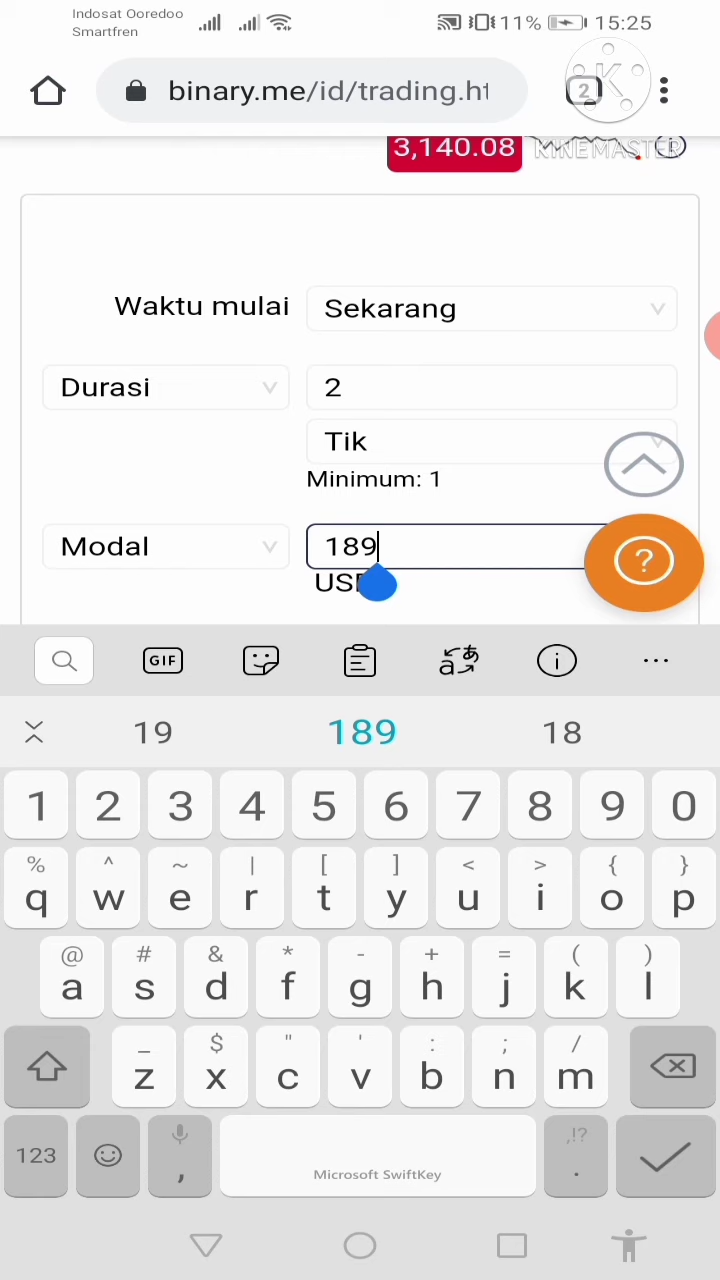 Indosat Ooredoo
Smartfren
11% 15:25
binary.me/id/trading.ht
2
K
3,140.08
KINEMASTER
Waktu mulai Sekarang
Durasi 2
Tik
Minimum: 1
Modal 189
?
GIF
19 189 18
1 2 3 4 5 6 7 8 9 0
% ^ ~ | [ ] < > { }
q w e r t y u i o p
@ # & * - + = ( )
a s d f g h j k l
_ $ " ' : ; /
z x c v b n m
,!?
123 , Microsoft SwiftKey .